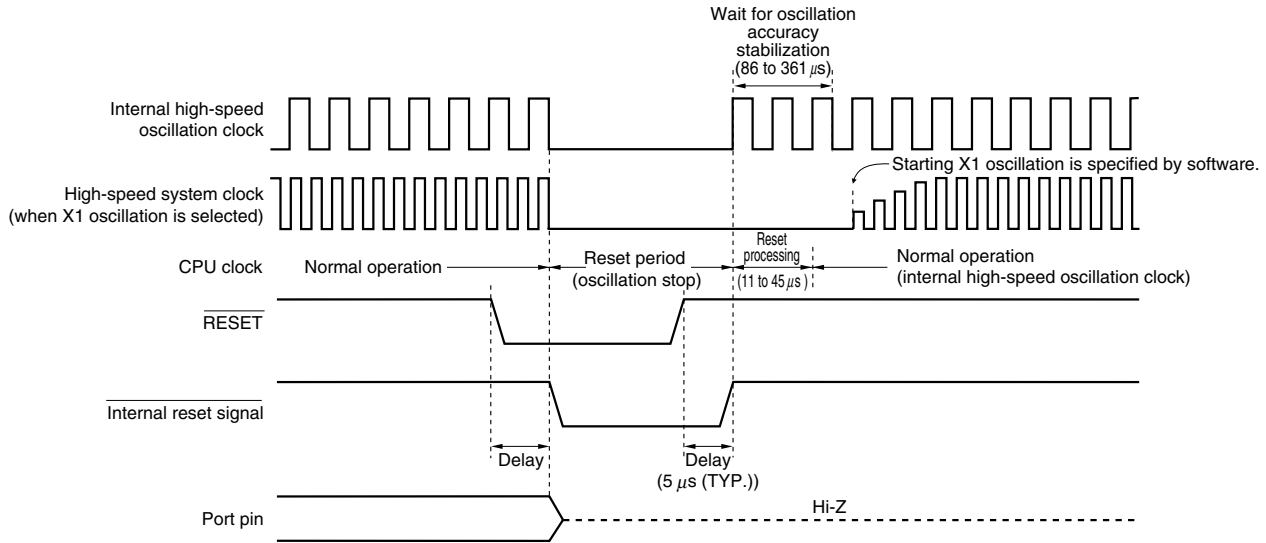 Wait for oscillation
accuracy
stabilization
(86 to 361 μs)
Internal high-speed
oscillation clock
Starting X1 oscillation is specified by software.
High-speed system clock
(when X1 oscillation is selected)
CPU clock
Normal operation
Reset period
(oscillation stop)
Reset
processing
(11 to 45 μs )
Normal operation
(internal high-speed oscillation clock)
RESET
Internal reset signal
Delay
Delay
(5 μs (TYP.))
Port pin
Hi-Z